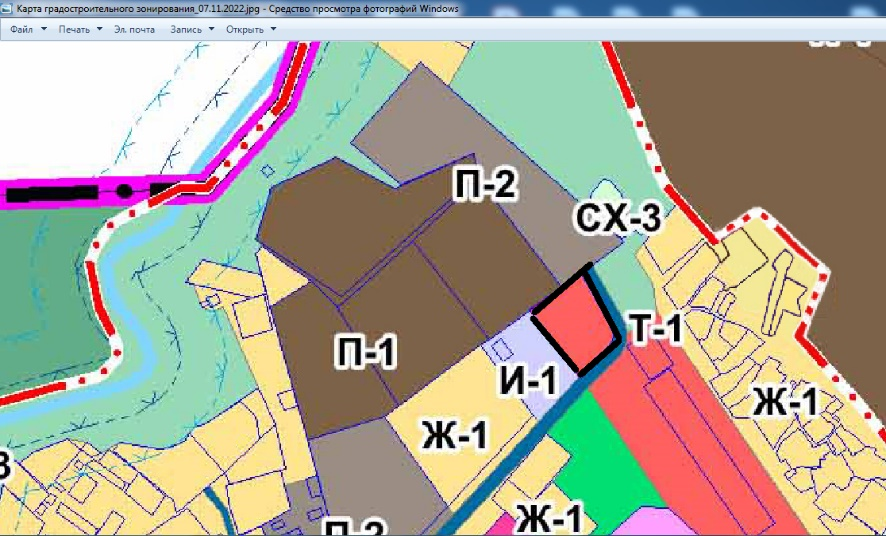 Карта градостроительного зонирования_07.11.2022.jpg - Средство просмотра фотографий Windows
Файл Печать Эл. почта Запись Открыть
П-2
СХ-3
Т-1
П-1
И-1
Ж-1
Ж-1
П-2
Ж-1